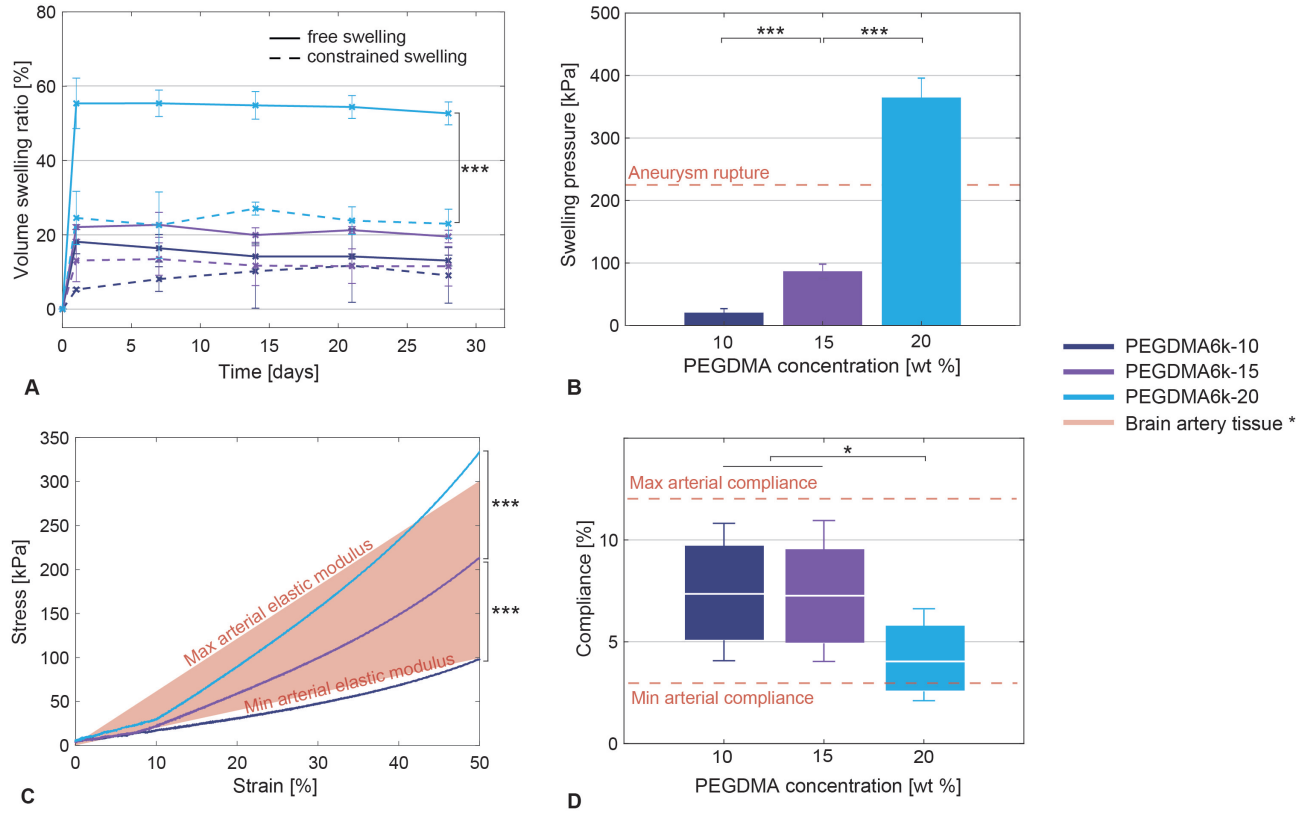 80
60
40
20
0
Volume swelling ratio [%]
free swelling
constrained swelling
***
0 5 10 15 20 25 30
Time [days]
A
500
400
300
200
100
0
Swelling pressure [kPa]
*** ***
Aneurysm rupture
10 15 20
PEGDMA concentration [wt %]
B
PEGDMA6k-10
PEGDMA6k-15
PEGDMA6k-20
Brain artery tissue *
350
300
250
200
150
100
50
0
Stress [kPa]
Max arterial elastic modulus
Min arterial elastic modulus
***
***
0 10 20 30 40 50
Strain [%]
C
10
5
0
Compliance [%]
*
Max arterial compliance
Min arterial compliance
10 15 20
PEGDMA concentration [wt %]
D